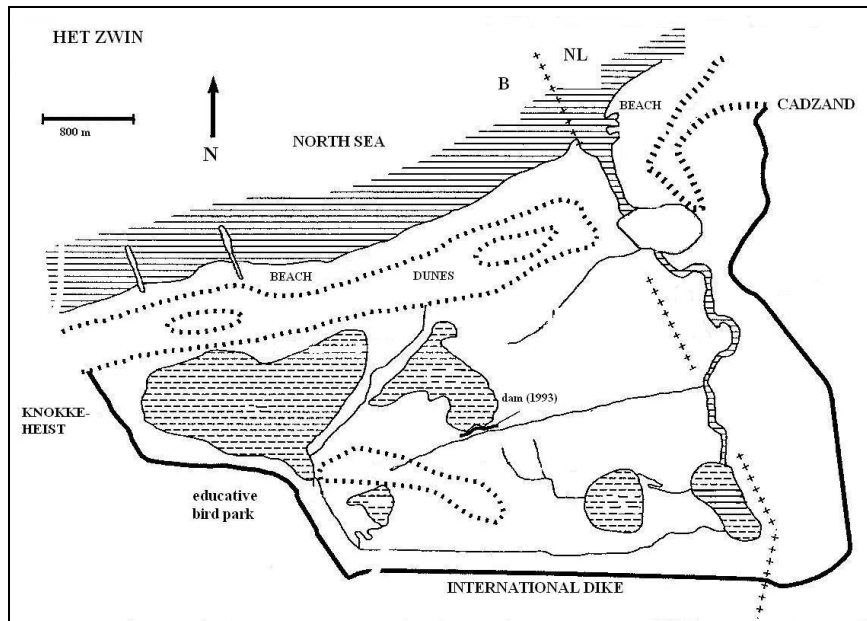 HET ZWIN
NL
B
BEACH
CADZAND
800 m
N
NORTH SEA
BEACH
DUNES
dam (1993)
KNOKKE-
HEIST
educative
bird park
INTERNATIONAL DIKE